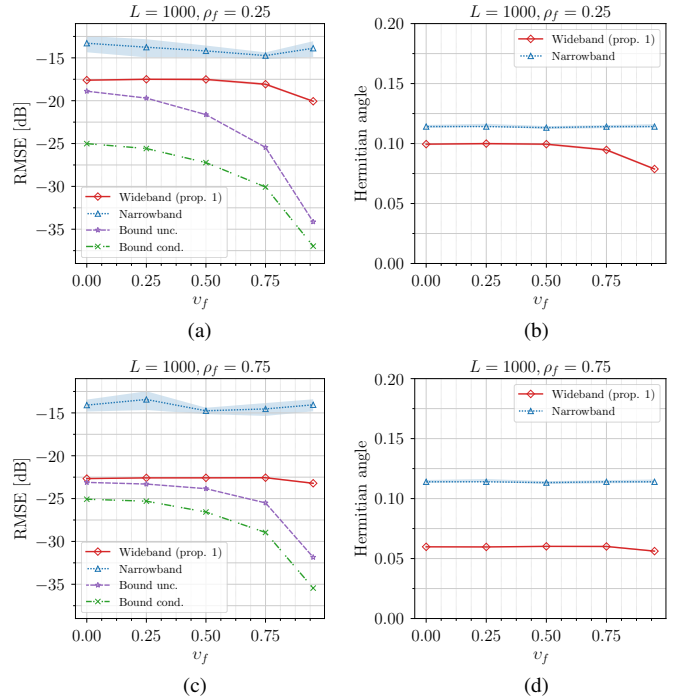 L = 1000, ρ_f = 0.25
−15
−20
−25
−30
−35
RMSE [dB]
Wideband (prop. 1)
Narrowband
Bound unc.
Bound cond.
0.00 0.25 0.50 0.75
υ_f
(a)
L = 1000, ρ_f = 0.25
0.20
0.15
0.10
0.05
0.00
Hermitian angle
Wideband (prop. 1)
Narrowband
0.00 0.25 0.50 0.75
υ_f
(b)
L = 1000, ρ_f = 0.75
−15
−20
−25
−30
−35
RMSE [dB]
Wideband (prop. 1)
Narrowband
Bound unc.
Bound cond.
0.00 0.25 0.50 0.75
υ_f
(c)
L = 1000, ρ_f = 0.75
0.20
0.15
0.10
0.05
0.00
Hermitian angle
Wideband (prop. 1)
Narrowband
0.00 0.25 0.50 0.75
υ_f
(d)